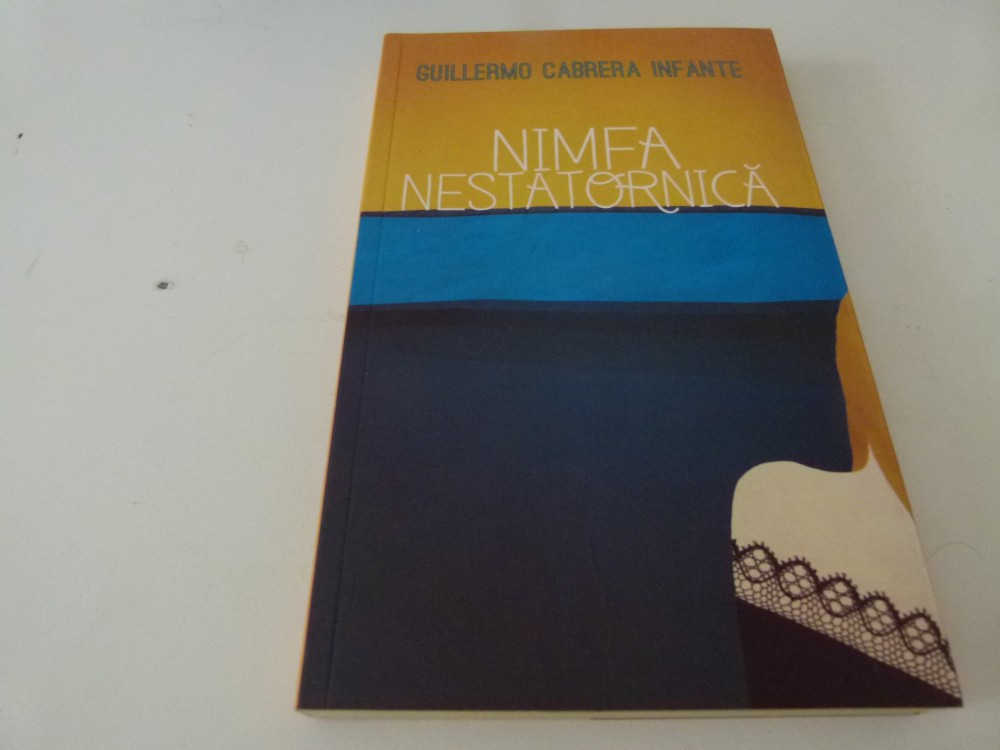 GUILLERMO CABRERA INFANTE
NIMFA
NESTATORNICĂ